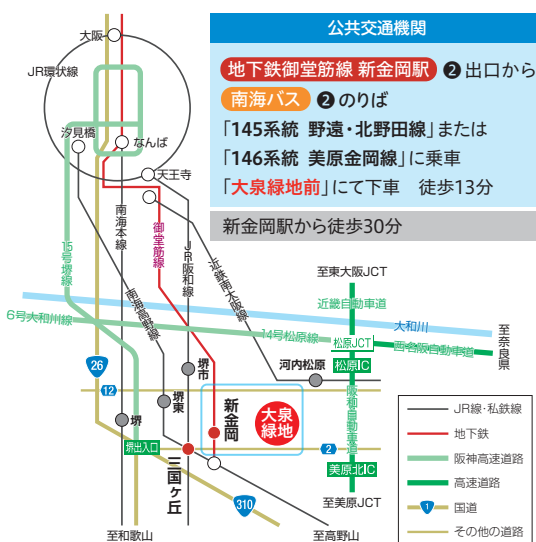 公共交通機関
地下鉄御堂筋線 新金岡駅 ❷出口から
南海バス ❷のりば
「145系統 野遠・北野田線」または
「146系統 美原金岡線」に乗車
「大泉緑地前」にて下車 徒歩13分
新金岡駅から徒歩30分
大阪
JR環状線
汐見橋
なんば
天王寺
15号堺線
南海本線
南海高野線
御堂筋線
JR阪和線
近鉄南大阪線
至東大阪JCT
近畿自動車道
大和川
至奈良県
6号大和川線
14号松原線
松原JCT
西名阪自動車道
松原IC
河内松原
阪和自動車道
26
12
堺市
堺東
堺
新金岡
大泉
緑地
堺出入口
三国ヶ丘
2
美原北IC
310
至美原JCT
至和歌山
至高野山
JR線・私鉄線
地下鉄
阪神高速道路
高速道路
1 国道
その他の道路